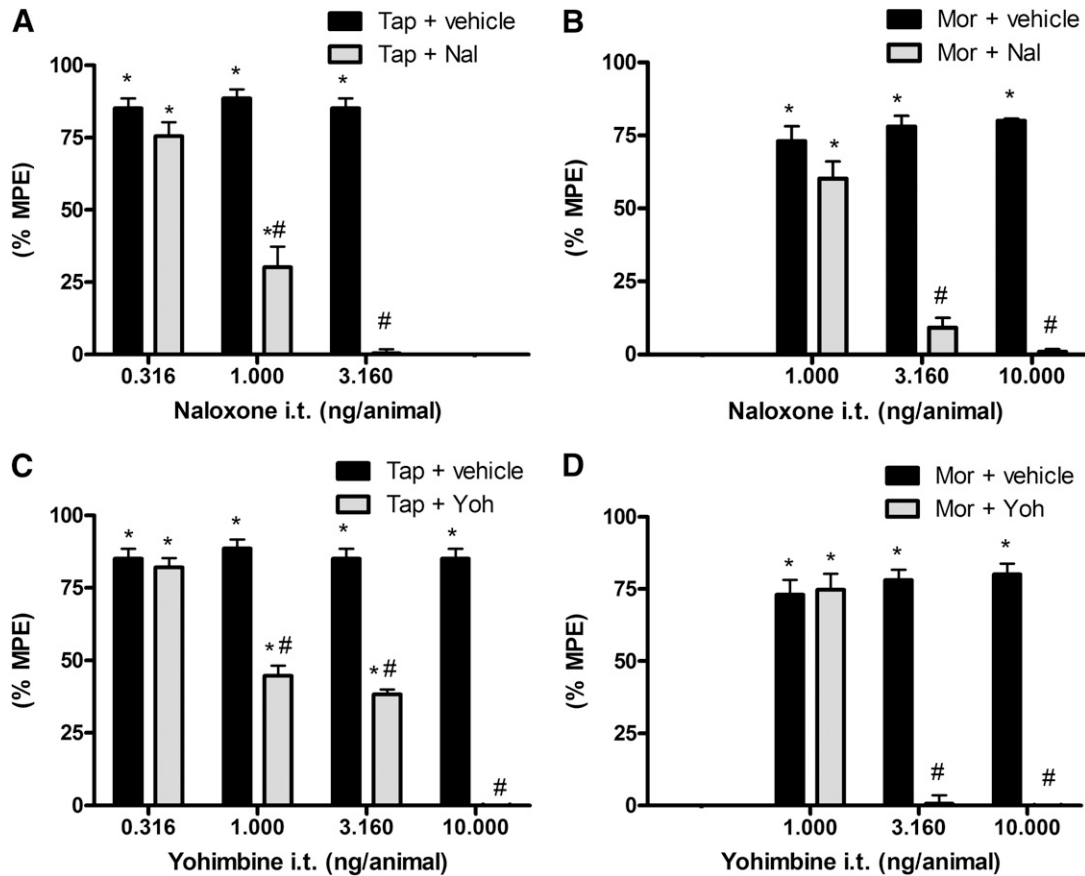 A
Tap + vehicle
Tap + Nal
100
75
50
25
0
(% MPE)
* * * *# * #
0.316 1.000 3.160
Naloxone i.t. (ng/animal)
B
Mor + vehicle
Mor + Nal
100
75
50
25
0
(% MPE)
* * * # * #
1.000 3.160 10.000
Naloxone i.t. (ng/animal)
C
Tap + vehicle
Tap + Yoh
100
75
50
25
0
(% MPE)
* * * *# * *# * #
0.316 1.000 3.160 10.000
Yohimbine i.t. (ng/animal)
D
Mor + vehicle
Mor + Yoh
100
75
50
25
0
(% MPE)
* * * # * #
1.000 3.160 10.000
Yohimbine i.t. (ng/animal)